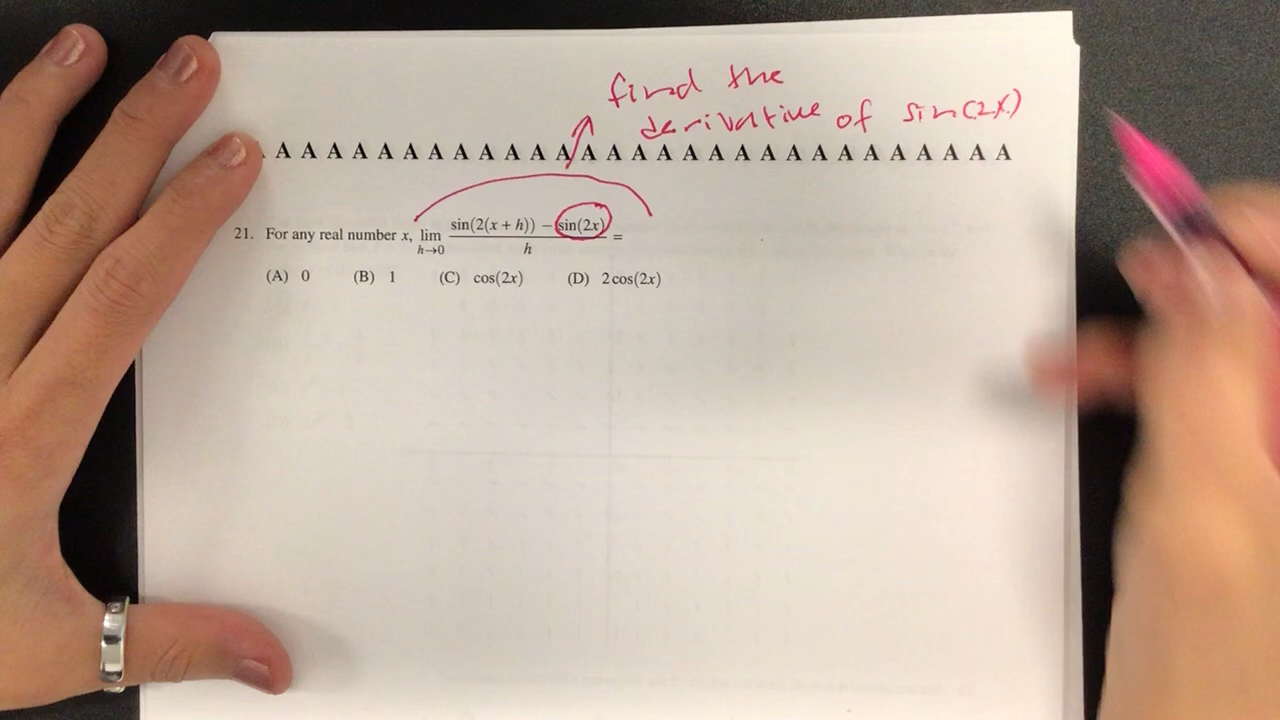 find the
derivative of sin(2x)
A A A A A A A A A A A A A A A A A A A A A A A A A A A A A
21. For any real number x, lim h→0 sin(2(x + h)) − sin(2x) / h =
(A) 0 (B) 1 (C) cos(2x) (D) 2cos(2x)